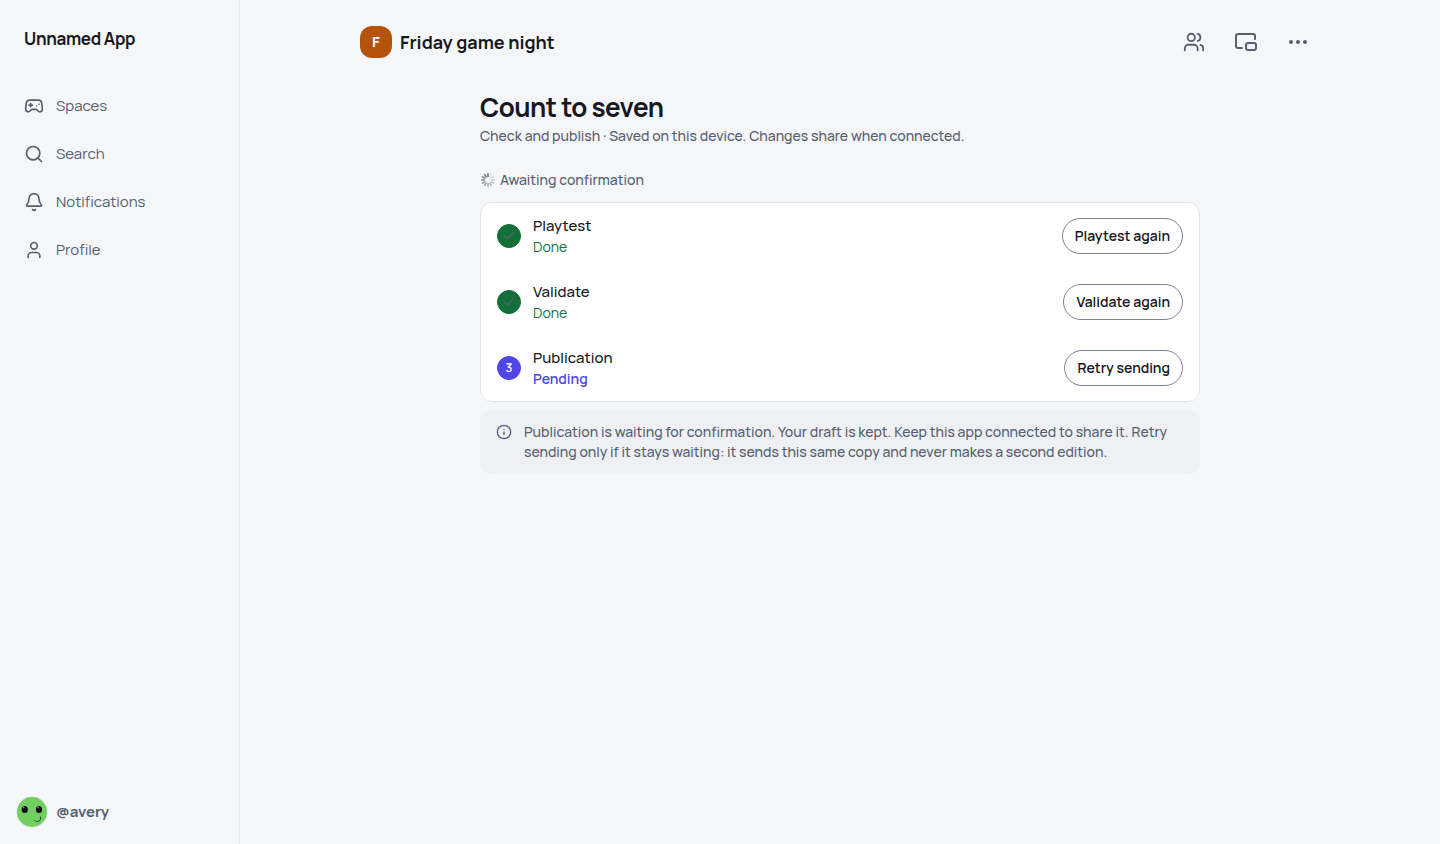 Unnamed App
Spaces
Search
Notifications
Profile
@avery
F
Friday game night
Count to seven
Check and publish · Saved on this device. Changes share when connected.
Awaiting confirmation
Playtest
Done
Playtest again
Validate
Done
Validate again
3
Publication
Pending
Retry sending
Publication is waiting for confirmation. Your draft is kept. Keep this app connected to share it. Retry
sending only if it stays waiting: it sends this same copy and never makes a second edition.